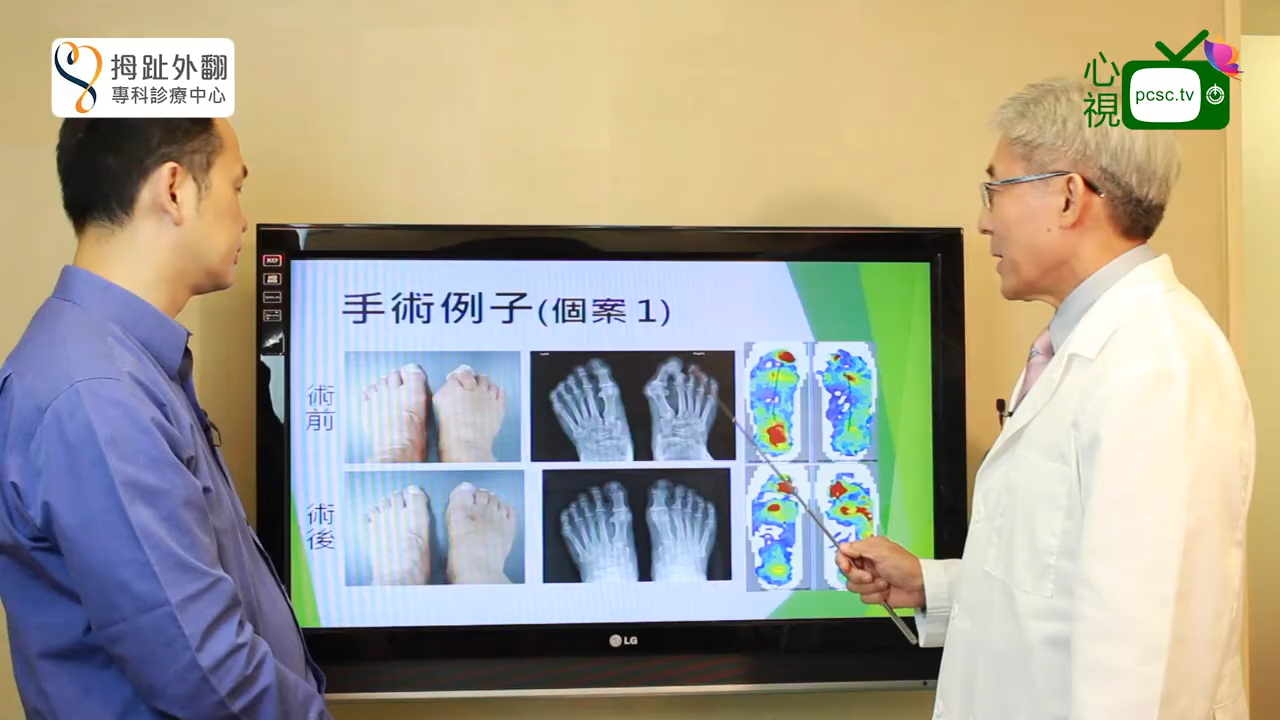 拇趾外翻
專科診療中心
心視
pcsc.tv
手術例子(個案 1)
術前
術後
LG